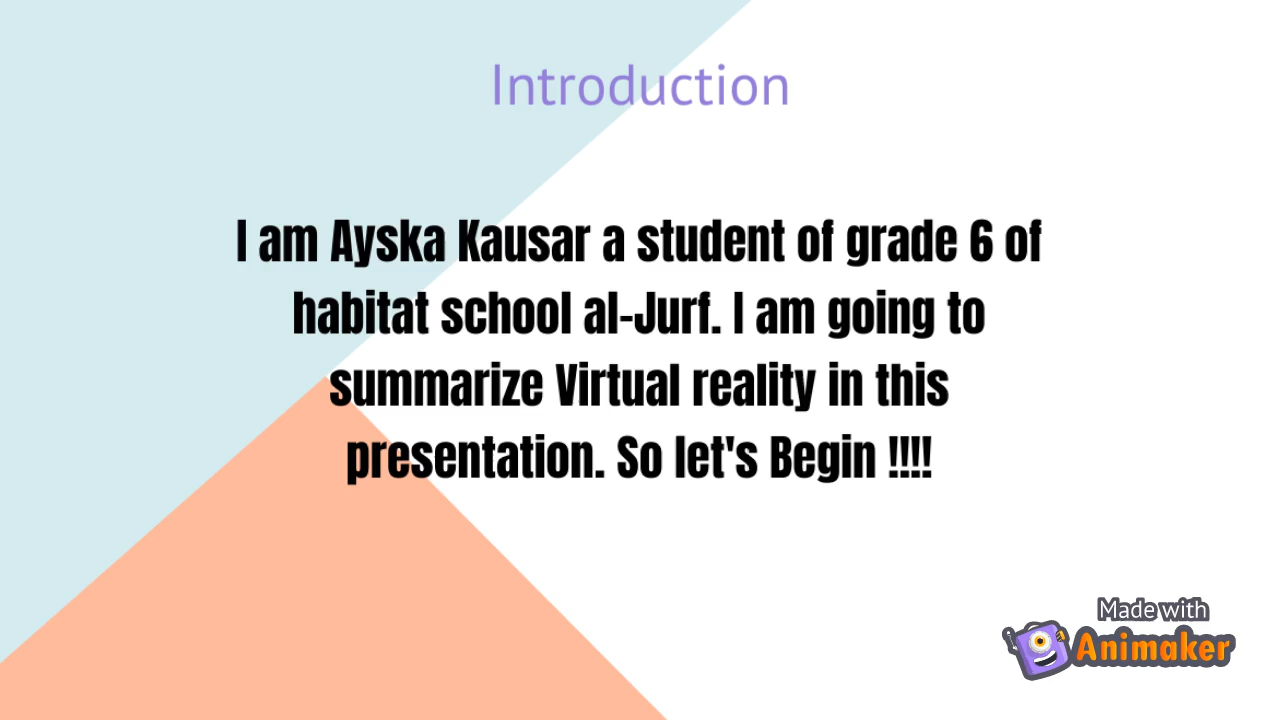 Introduction
I am Ayska Kausar a student of grade 6 of
habitat school al-Jurf. I am going to
summarize Virtual reality in this
presentation. So let's Begin !!!!
Made with
Animaker